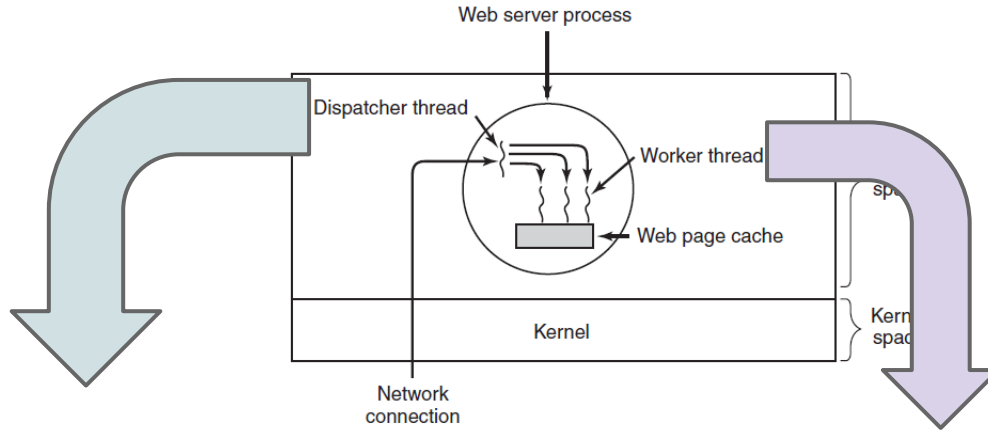 Web server process
Dispatcher thread
Worker thread
Web page cache
Kernel
Network
connection